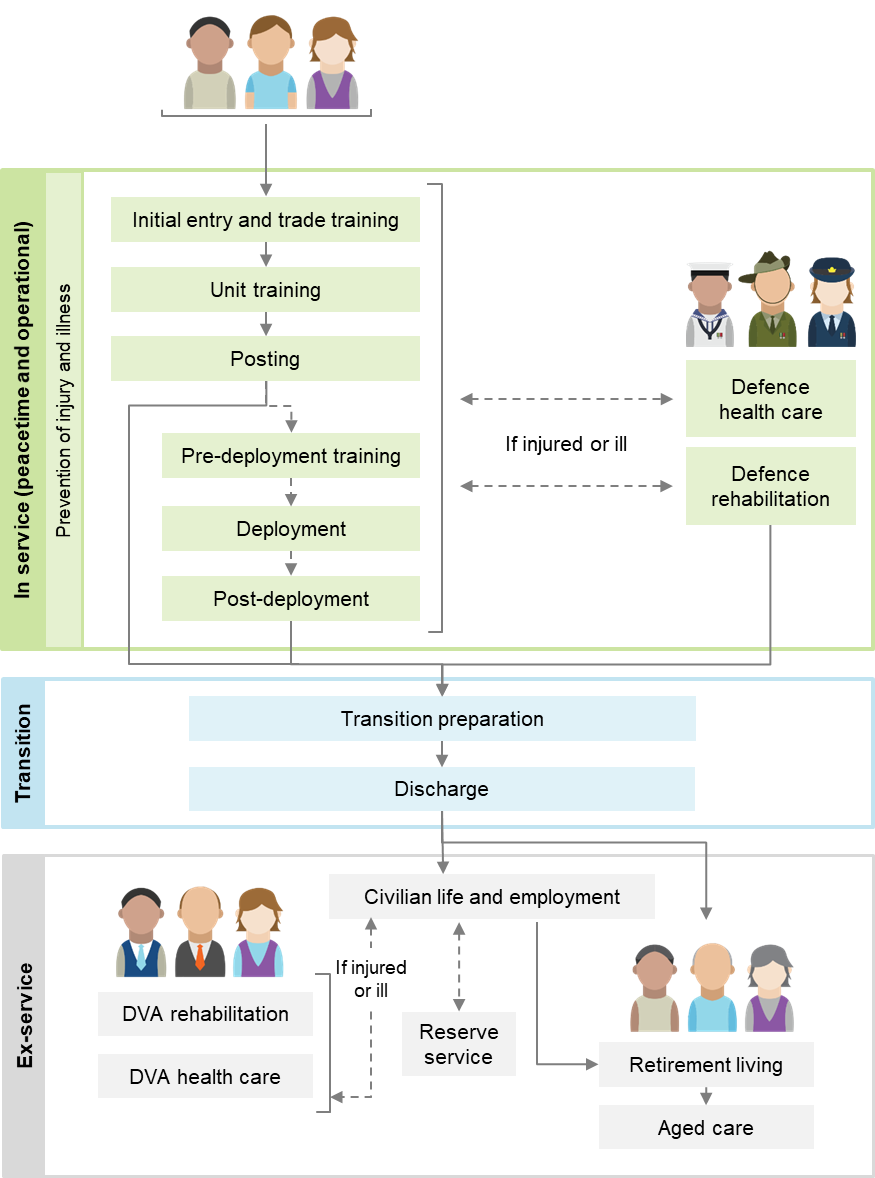 In service (peacetime and operational)
Prevention of injury and illness
Initial entry and trade training
Unit training
Posting
Pre-deployment training
Deployment
Post-deployment
If injured or ill
Defence
health care
Defence
rehabilitation
Transition
Transition preparation
Discharge
Ex-service
Civilian life and employment
If injured
or ill
DVA rehabilitation
DVA health care
Reserve
service
Retirement living
Aged care